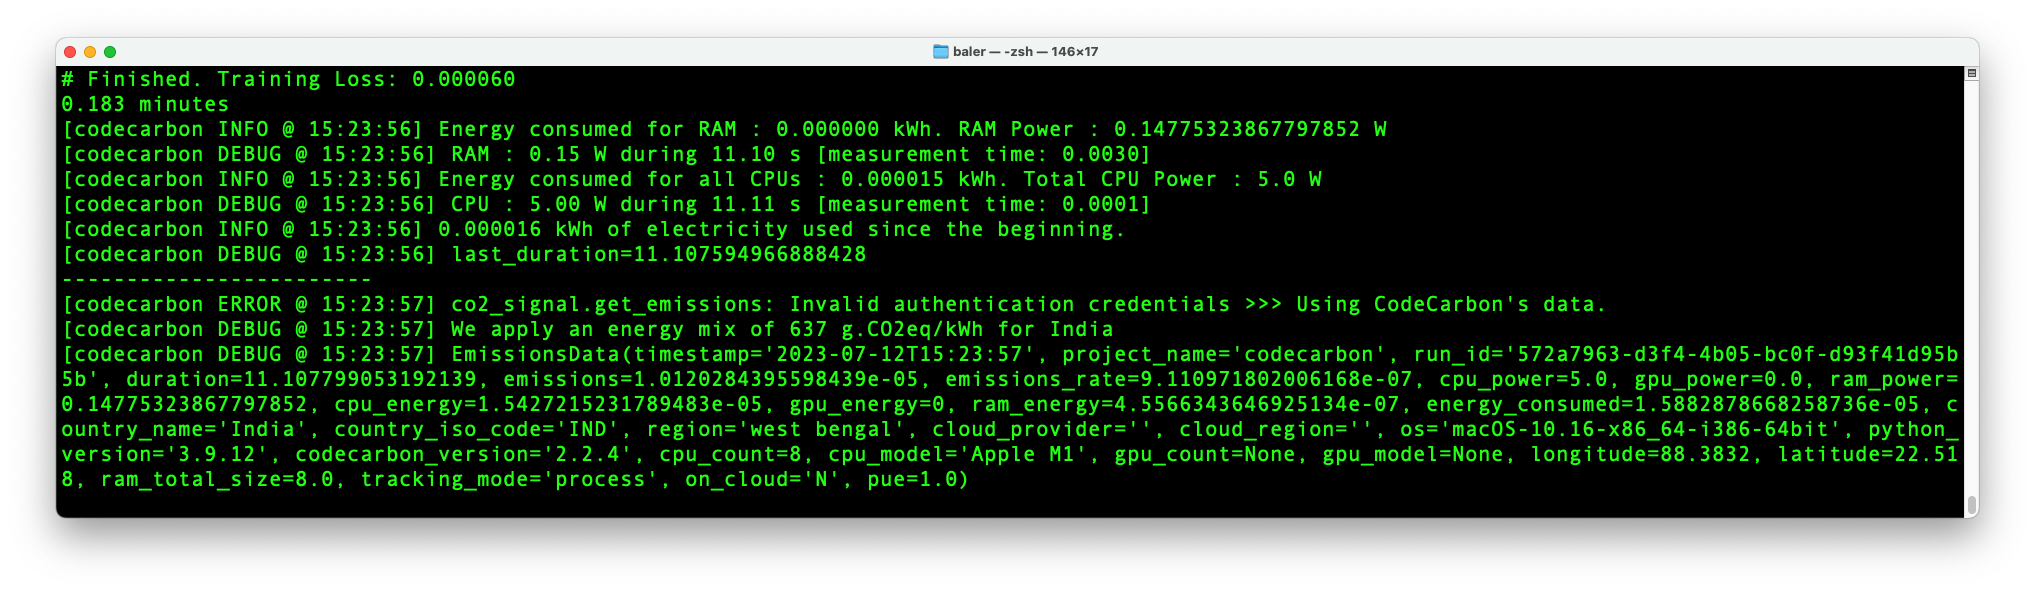 baler — -zsh — 146×17
# Finished. Training Loss: 0.000060
0.183 minutes
[codecarbon INFO @ 15:23:56] Energy consumed for RAM : 0.000000 kWh. RAM Power : 0.14775323867797852 W
[codecarbon DEBUG @ 15:23:56] RAM : 0.15 W during 11.10 s [measurement time: 0.0030]
[codecarbon INFO @ 15:23:56] Energy consumed for all CPUs : 0.000015 kWh. Total CPU Power : 5.0 W
[codecarbon DEBUG @ 15:23:56] CPU : 5.00 W during 11.11 s [measurement time: 0.0001]
[codecarbon INFO @ 15:23:56] 0.000016 kWh of electricity used since the beginning.
[codecarbon DEBUG @ 15:23:56] last_duration=11.107594966888428
------------------------
[codecarbon ERROR @ 15:23:57] co2_signal.get_emissions: Invalid authentication credentials >>> Using CodeCarbon's data.
[codecarbon DEBUG @ 15:23:57] We apply an energy mix of 637 g.CO2eq/kWh for India
[codecarbon DEBUG @ 15:23:57] EmissionsData(timestamp='2023-07-12T15:23:57', project_name='codecarbon', run_id='572a7963-d3f4-4b05-bc0f-d93f41d95b
5b', duration=11.107799053192139, emissions=1.0120284395598439e-05, emissions_rate=9.110971802006168e-07, cpu_power=5.0, gpu_power=0.0, ram_power=
0.14775323867797852, cpu_energy=1.5427215231789483e-05, gpu_energy=0, ram_energy=4.5566343646925134e-07, energy_consumed=1.5882878668258736e-05, c
ountry_name='India', country_iso_code='IND', region='west bengal', cloud_provider='', cloud_region='', os='macOS-10.16-x86_64-i386-64bit', python_
version='3.9.12', codecarbon_version='2.2.4', cpu_count=8, cpu_model='Apple M1', gpu_count=None, gpu_model=None, longitude=88.3832, latitude=22.51
8, ram_total_size=8.0, tracking_mode='process', on_cloud='N', pue=1.0)